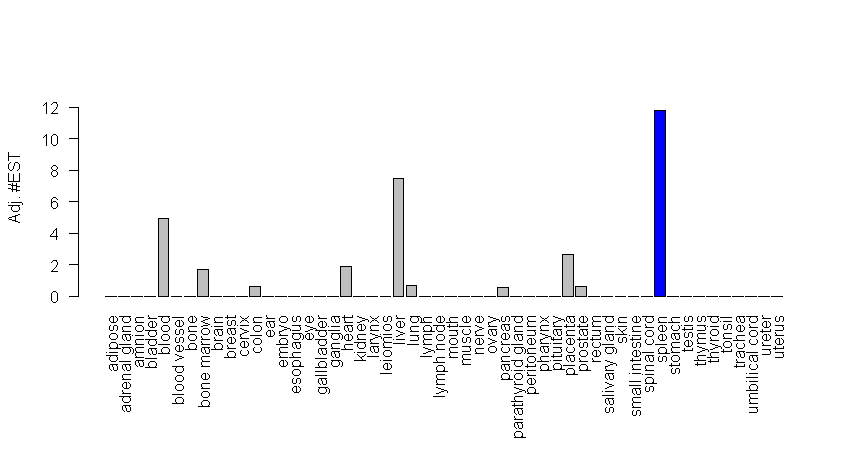 Adj. #EST
12
10
8
6
4
2
0
adipose
adrenal gland
amnion
bladder
blood
blood vessel
bone
bone marrow
brain
breast
cervix
colon
ear
embryo
esophagus
eye
gallbladder
ganglia
heart
kidney
larynx
leiomios
liver
lung
lymph
lymph node
mouth
muscle
nerve
ovary
pancreas
parathyroid gland
peritoneum
pharynx
pituitary
placenta
prostate
rectum
salivary gland
skin
small intestine
spinal cord
spleen
stomach
testis
thymus
thyroid
tonsil
trachea
umbilical cord
ureter
uterus